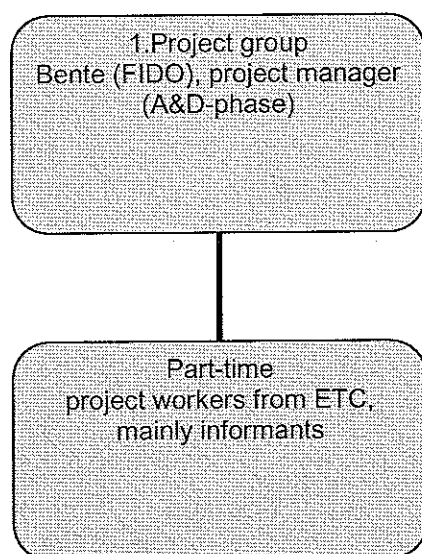 1.Project group
Bente (FIDO), project manager
(A&D-phase)
Part-time
project workers from ETC,
mainly informants